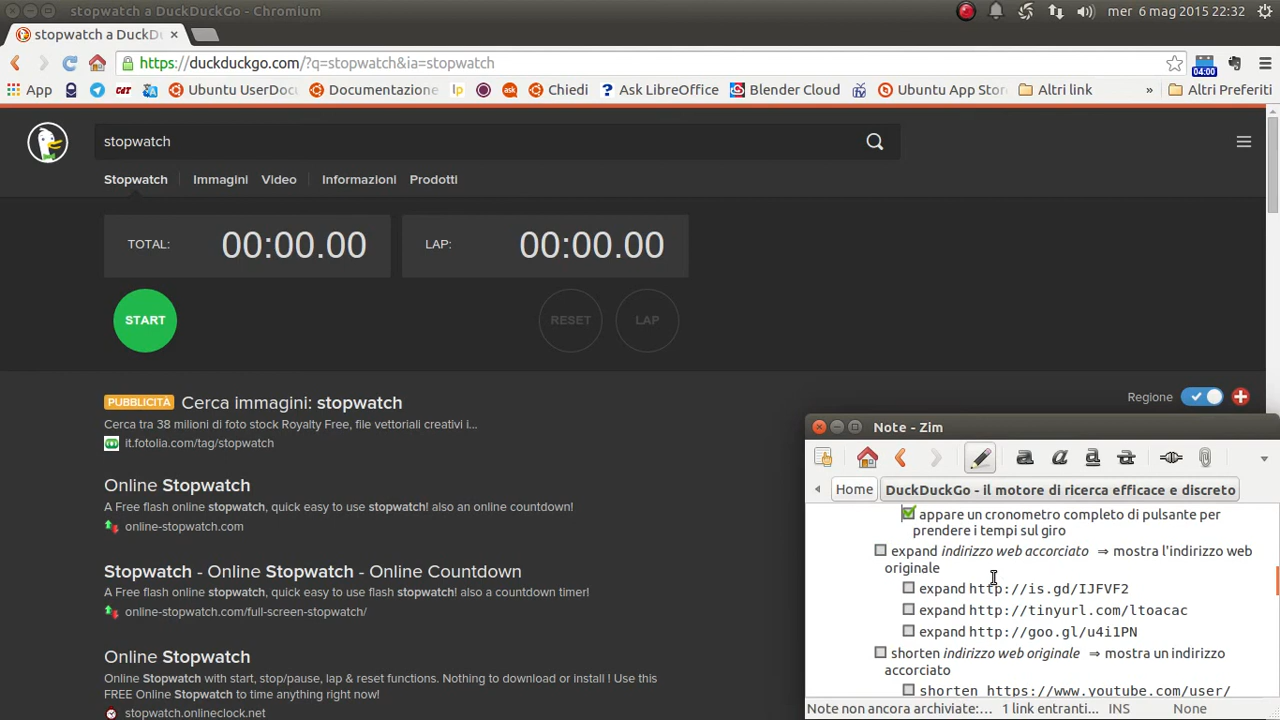 stopwatch a DuckDuckGo - Chromium
mer 6 mag 2015 22:32
stopwatch a DuckDu
https://duckduckgo.com/?q=stopwatch&ia=stopwatch
04:00
App
CAT
Ubuntu UserDocu
Documentazione
lp
ask
Chiedi
? Ask LibreOffice
Blender Cloud
Ubuntu App Store
Altri link
»
Altri Preferiti
stopwatch
Stopwatch
Immagini
Video
Informazioni
Prodotti
TOTAL: 00:00.00
LAP: 00:00.00
START
RESET
LAP
PUBBLICITÀ Cerca immagini: stopwatch
Regione
Cerca tra 38 milioni di foto stock Royalty Free, file vettoriali creativi i...
it.fotolia.com/tag/stopwatch
Online Stopwatch
A Free flash online stopwatch, quick easy to use stopwatch! also an online countdown!
online-stopwatch.com
Stopwatch - Online Stopwatch - Online Countdown
A Free flash online stopwatch, quick easy to use flash stopwatch! also a countdown timer!
online-stopwatch.com/full-screen-stopwatch/
Online Stopwatch
Online Stopwatch with start, stop/pause, lap & reset functions. Nothing to download or install ! Use this
FREE Online Stopwatch to time anything right now!
stopwatch.onlineclock.net
Note - Zim
a a a a
Home
DuckDuckGo - il motore di ricerca efficace e discreto
appare un cronometro completo di pulsante per
prendere i tempi sul giro
expand indirizzo web accorciato ⇒ mostra l'indirizzo web
originale
expand http://is.gd/IJFVF2
expand http://tinyurl.com/ltoacac
expand http://goo.gl/u4i1PN
shorten indirizzo web originale ⇒ mostra un indirizzo
accorciato
shorten https://www.youtube.com/user/
Note non ancora archiviate:...
1 link entranti...
INS
None